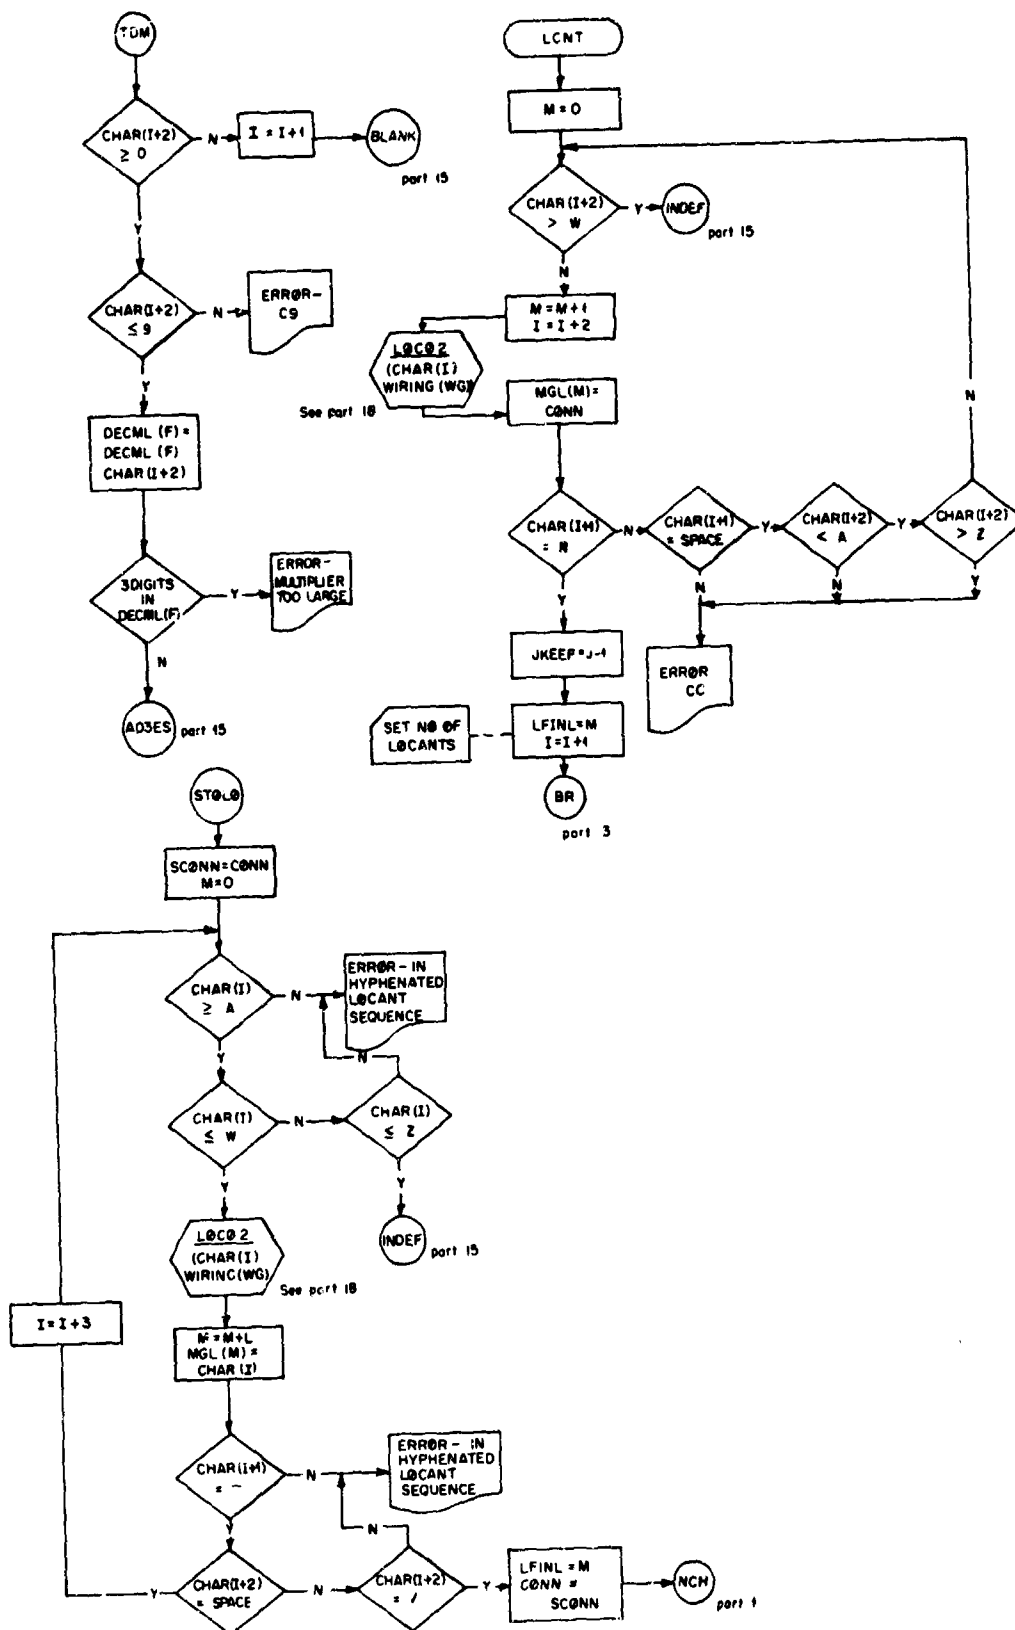 TDM
CHAR(I+2)
≥ 0
N
I = I+1
BLANK
part 15
Y
CHAR(I+2)
≤ 9
N
ERRØR-
C9
Y
DECML (F) =
DECML (F)
CHAR(I+2)
3DIGITS
IN
DECML(F)
Y
ERROR-
MULTIPLIER
TOO LARGE
N
AD3ES
part 15
LCNT
M = 0
CHAR(I+2)
> W
Y
INDEF
part 15
N
M = M+1
I = I+2
LØCØ2
(CHAR(I)
WIRING (WG)
See part 18
MGL(M)=
CØNN
CHAR(I+1)
= N
N
CHAR(I+1)
= SPACE
Y
CHAR(I+2)
< A
Y
CHAR(I+2)
> Z
N
Y
N
N
Y
ERRØR
CC
JKEEP=J-1
SET NØ ØF
LØCANTS
LFINL=M
I=I+1
BR
part 3
STØLØ
SCØNN=CØNN
M=0
CHAR(I)
≥ A
N
ERRØR- IN
HYPHENATED
LØCANT
SEQUENCE
Y
N
CHAR(I)
≤ W
N
CHAR(I)
≤ Z
Y
Y
LØCØ2
(CHAR(I)
WIRING(WG)
See part 18
INDEF
part 15
I = I+3
M = M+L
MGL (M) =
CHAR (I)
CHAR(I+1)
= -
N
ERRØR- IN
HYPHENATED
LØCANT
SEQUENCE
Y
N
Y
CHAR(I+2)
= SPACE
N
CHAR(I+2)
= /
Y
LFINL = M
CØNN =
SCØNN
NCH
part 1